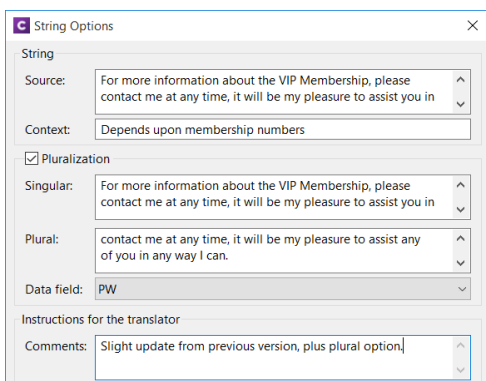 String Options
String
Source: For more information about the VIP Membership, please
contact me at any time, it will be my pleasure to assist you in
Context: Depends upon membership numbers
Pluralization
Singular: For more information about the VIP Membership, please
contact me at any time, it will be my pleasure to assist you in
Plural: contact me at any time, it will be my pleasure to assist any
of you in any way I can.
Data field: PW
Instructions for the translator
Comments: Slight update from previous version, plus plural option.